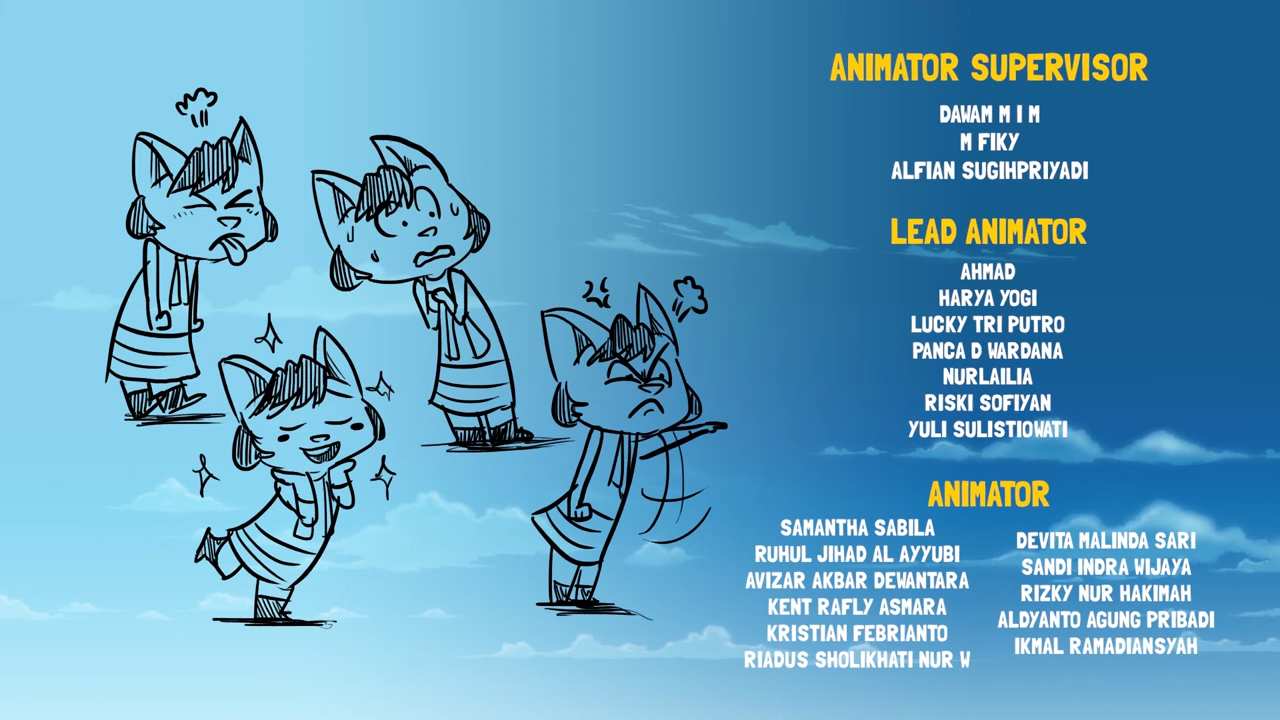 ANIMATOR SUPERVISOR
DAWAM M I M
M FIKY
ALFIAN SUGIHPRIYADI
LEAD ANIMATOR
AHMAD
HARYA YOGI
LUCKY TRI PUTRO
PANCA D WARDANA
NURLAILIA
RISKI SOFIYAN
YULI SULISTIOWATI
ANIMATOR
SAMANTHA SABILA
RUHUL JIHAD AL AYYUBI
AVIZAR AKBAR DEWANTARA
KENT RAFLY ASMARA
KRISTIAN FEBRIANTO
RIADUS SHOLIKHATI NUR W
DEVITA MALINDA SARI
SANDI INDRA WIJAYA
RIZKY NUR HAKIMAH
ALDYANTO AGUNG PRIBADI
IKMAL RAMADIANSYAH